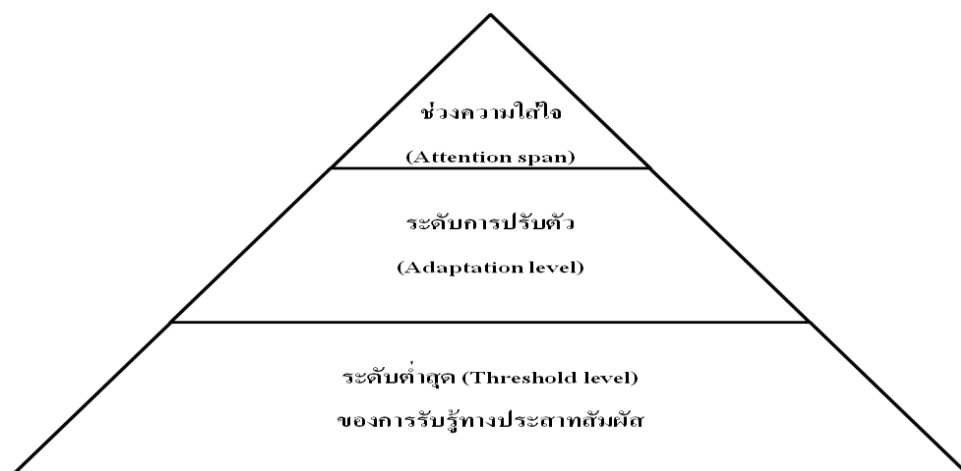 ช่วงความใส่ใจ
(Attention span)
ระดับการปรับตัว
(Adaptation level)
ระดับต่ำสุด (Threshold level)
ของการรับรู้ทางประสาทสัมผัส